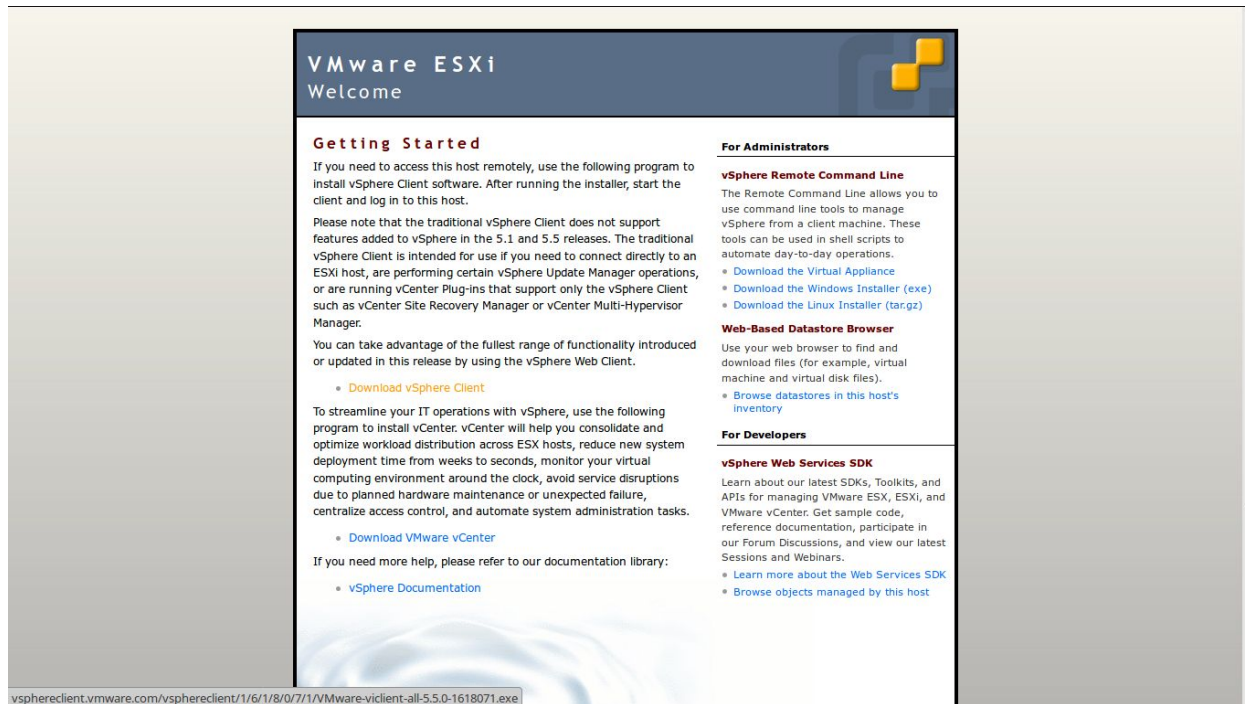 VMware ESXi
Welcome
Getting Started
If you need to access this host remotely, use the following program to
install vSphere Client software. After running the installer, start the
client and log in to this host.
Please note that the traditional vSphere Client does not support
features added to vSphere in the 5.1 and 5.5 releases. The traditional
vSphere Client is intended for use if you need to connect directly to an
ESXi host, are performing certain vSphere Update Manager operations,
or are running vCenter Plug-ins that support only the vSphere Client
such as vCenter Site Recovery Manager or vCenter Multi-Hypervisor
Manager.
You can take advantage of the fullest range of functionality introduced
or updated in this release by using the vSphere Web Client.
Download vSphere Client
To streamline your IT operations with vSphere, use the following
program to install vCenter. vCenter will help you consolidate and
optimize workload distribution across ESX hosts, reduce new system
deployment time from weeks to seconds, monitor your virtual
computing environment around the clock, avoid service disruptions
due to planned hardware maintenance or unexpected failure,
centralize access control, and automate system administration tasks.
Download VMware vCenter
If you need more help, please refer to our documentation library:
vSphere Documentation
For Administrators
vSphere Remote Command Line
The Remote Command Line allows you to
use command line tools to manage
vSphere from a client machine. These
tools can be used in shell scripts to
automate day-to-day operations.
Download the Virtual Appliance
Download the Windows Installer (exe)
Download the Linux Installer (tar.gz)
Web-Based Datastore Browser
Use your web browser to find and
download files (for example, virtual
machine and virtual disk files).
Browse datastores in this host's
inventory
For Developers
vSphere Web Services SDK
Learn about our latest SDKs, Toolkits, and
APIs for managing VMware ESX, ESXi, and
VMware vCenter. Get sample code,
reference documentation, participate in
our Forum Discussions, and view our latest
Sessions and Webinars.
Learn more about the Web Services SDK
Browse objects managed by this host
vsphereclient.vmware.com/vsphereclient/1/6/1/8/0/7/1/VMware-viclient-all-5.5.0-1618071.exe